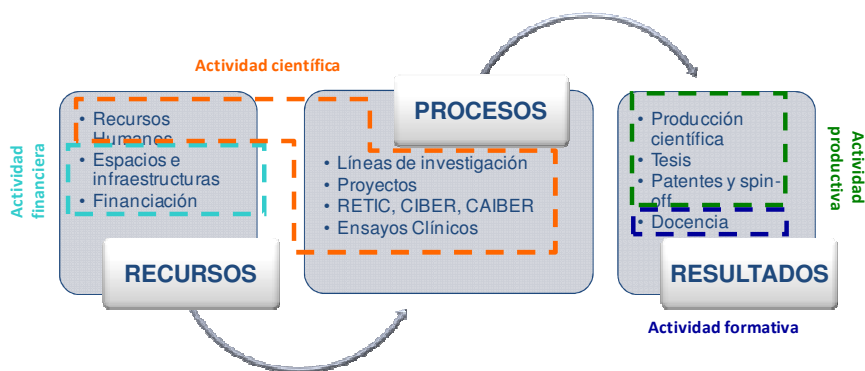 Actividad científica
Actividad
financiera
• Recursos
Humanos
• Espacios e
infraestructuras
• Financiación
RECURSOS
PROCESOS
• Líneas de investigación
• Proyectos
• RETIC, CIBER, CAIBER
• Ensayos Clínicos
• Producción
científica
• Tesis
• Patentes y spin-
off
• Docencia
RESULTADOS
Actividad
productiva
Actividad formativa